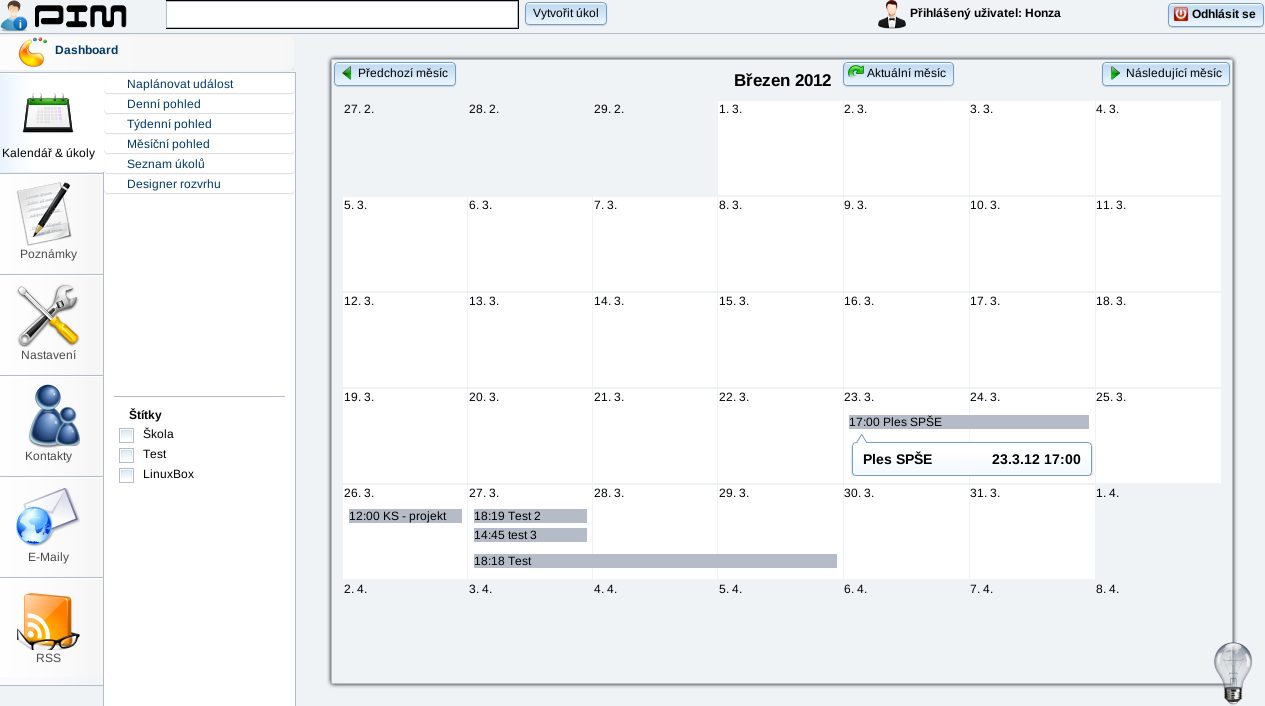 PIM
Vytvořit úkol
Přihlášený uživatel: Honza
Odhlásit se
Dashboard
Kalendář & úkoly
Poznámky
Nastavení
Kontakty
E-Maily
RSS
Naplánovat událost
Denní pohled
Týdenní pohled
Měsíční pohled
Seznam úkolů
Designer rozvrhu
Štítky
Škola
Test
LinuxBox
Předchozí měsíc
Březen 2012
Aktuální měsíc
Následující měsíc
27. 2. 28. 2. 29. 2. 1. 3. 2. 3. 3. 3. 4. 3.
5. 3. 6. 3. 7. 3. 8. 3. 9. 3. 10. 3. 11. 3.
12. 3. 13. 3. 14. 3. 15. 3. 16. 3. 17. 3. 18. 3.
19. 3. 20. 3. 21. 3. 22. 3. 23. 3. 24. 3. 25. 3.
17:00 Ples SPŠE
Ples SPŠE 23.3.12 17:00
26. 3. 27. 3. 28. 3. 29. 3. 30. 3. 31. 3. 1. 4.
12:00 KS - projekt 18:19 Test 2
14:45 test 3
18:18 Test
2. 4. 3. 4. 4. 4. 5. 4. 6. 4. 7. 4. 8. 4.